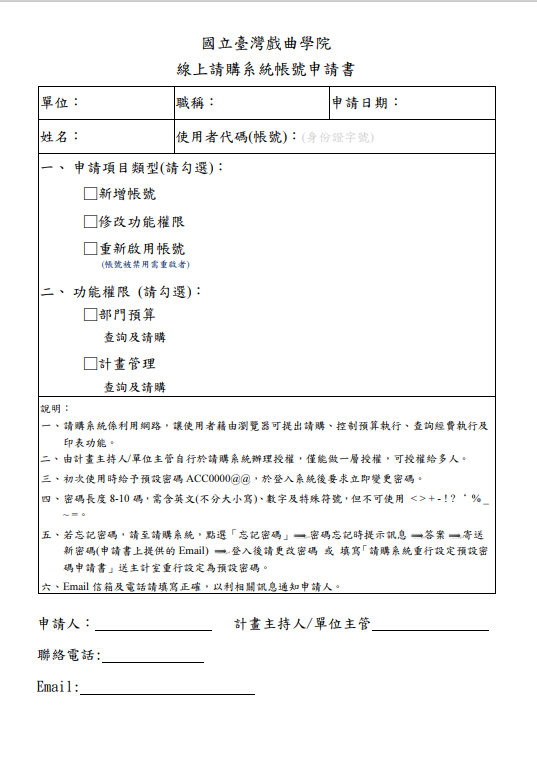 國立臺灣戲曲學院
線上請購系統帳號申請書
單位： 職稱： 申請日期：
姓名： 使用者代碼(帳號)：(身份證字號)
一、 申請項目類型(請勾選)：
□新增帳號
□修改功能權限
□重新啟用帳號
(帳號被禁用需重啟者)
二、 功能權限 (請勾選)：
□部門預算
查詢及請購
□計畫管理
查詢及請購
說明：
一、請購系統係利用網路，讓使用者藉由瀏覽器可提出請購、控制預算執行、查詢經費執行及
印表功能。
二、由計畫主持人/單位主管自行於請購系統辦理授權，僅能做一層授權，可授權給多人。
三、初次使用時給予預設密碼 ACC0000@@，於登入系統後要求立即變更密碼。
四、密碼長度 8-10 碼，需含英文(不分大小寫)、數字及特殊符號，但不可使用 < > + - ! ? ‘ % _
~ = 。
五、若忘記密碼，請至請購系統，點選「忘記密碼」➡密碼忘記時提示訊息 ➡答案 ➡寄送
新密碼(申請書上提供的 Email) ➡登入後請更改密碼 或 填寫「請購系統重行設定預設密
碼申請書」送主計室重行設定為預設密碼。
六、Email 信箱及電話請填寫正確，以利相關訊息通知申請人。
申請人： 計畫主持人/單位主管
聯絡電話:
Email: